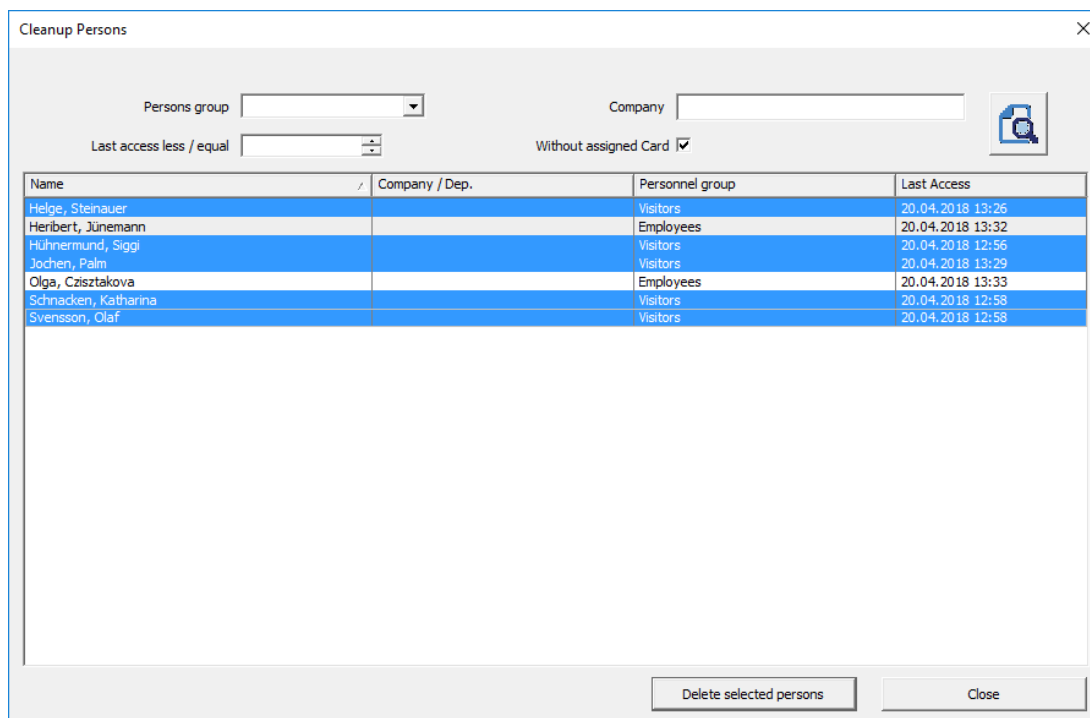 Cleanup Persons
Persons group Company
Last access less / equal Without assigned Card
Name Company / Dep. Personnel group Last Access
Helge, Steinauer Visitors 20.04.2018 13:26
Heribert, Jünemann Employees 20.04.2018 13:32
Hühnermund, Siggi Visitors 20.04.2018 12:56
Jochen, Palm Visitors 20.04.2018 13:29
Olga, Czisztakova Employees 20.04.2018 13:33
Schnacken, Katharina Visitors 20.04.2018 12:58
Svensson, Olaf Visitors 20.04.2018 12:58
Delete selected persons Close